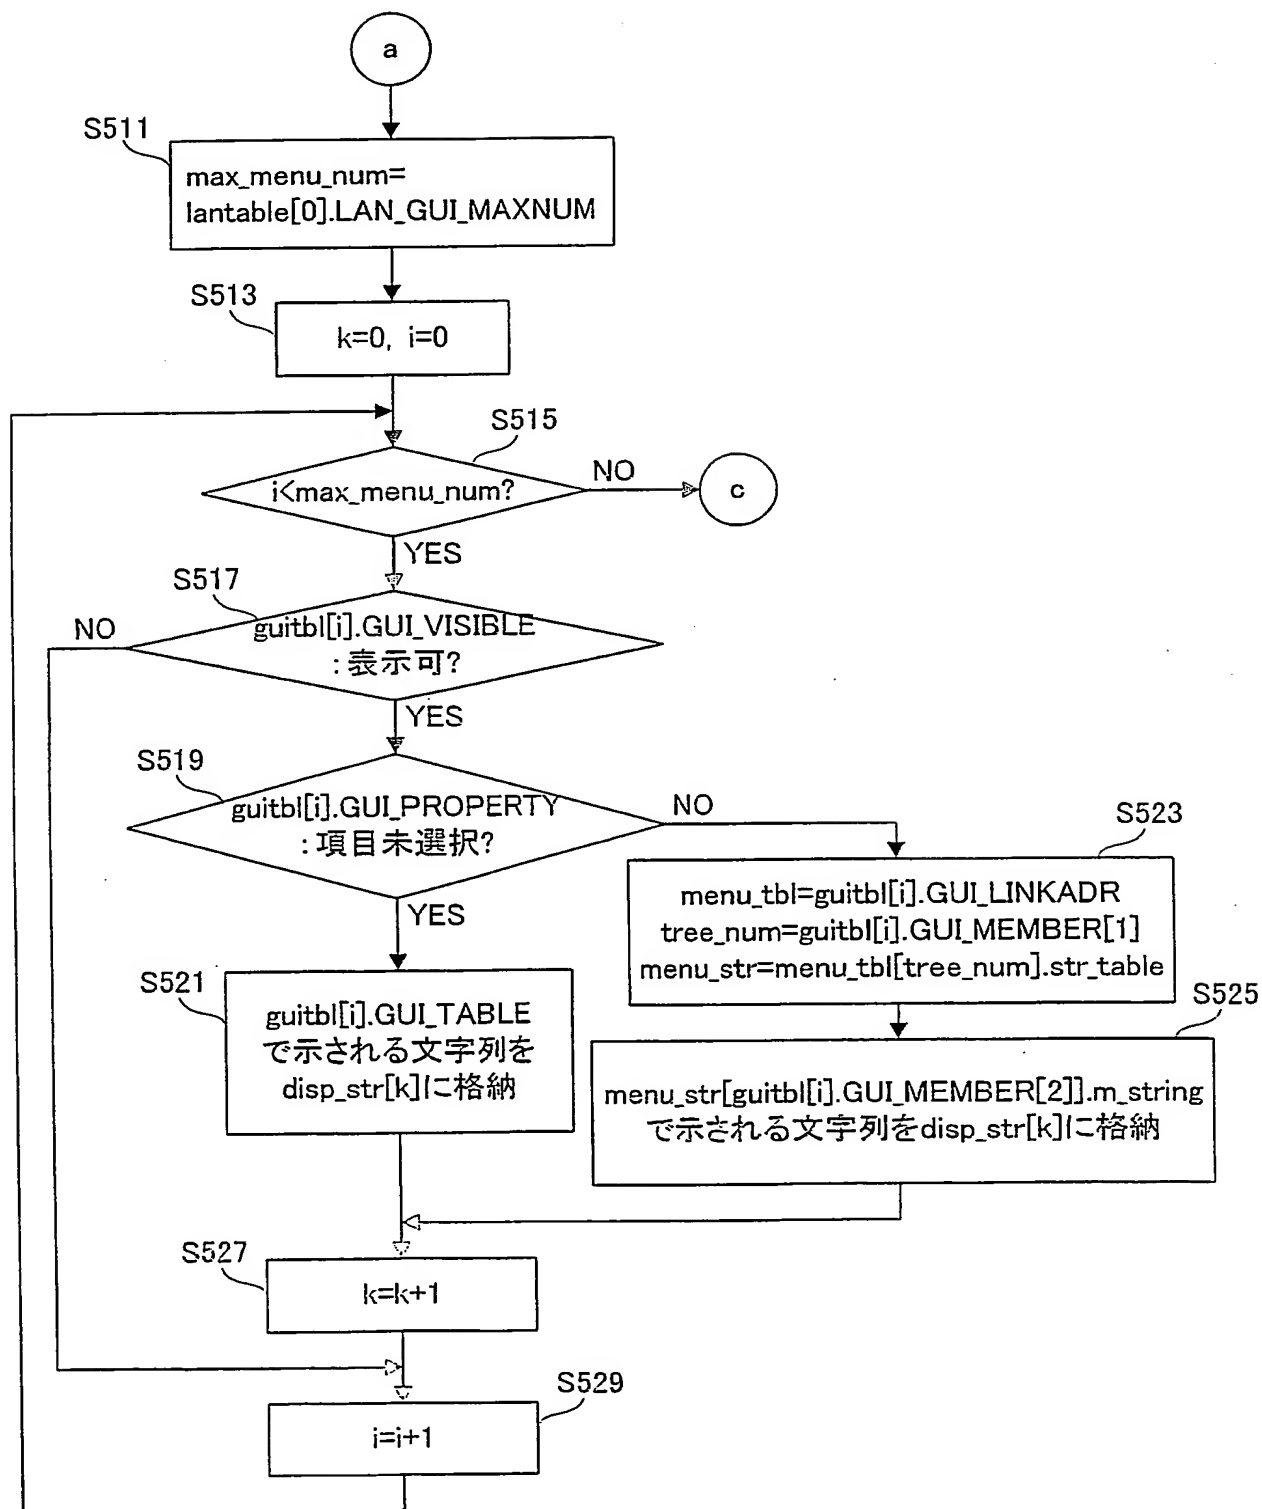 a
S511
max_menu_num=
lantable[0].LAN_GUI_MAXNUM
S513
k=0, i=0
S515
i<max_menu_num?
NO
c
YES
S517
NO
guitbl[i].GUI_VISIBLE
:表示可?
YES
S519
guitbl[i].GUI_PROPERTY
:項目未選択?
NO
YES
S523
menu_tbl=guitbl[i].GUI_LINKADR
tree_num=guitbl[i].GUI_MEMBER[1]
menu_str=menu_tbl[tree_num].str_table
S521
guitbl[i].GUI_TABLE
で示される文字列を
disp_str[k]に格納
S525
menu_str[guitbl[i].GUI_MEMBER[2]].m_string
で示される文字列をdisp_str[k]に格納
S527
k=k+1
S529
i=i+1